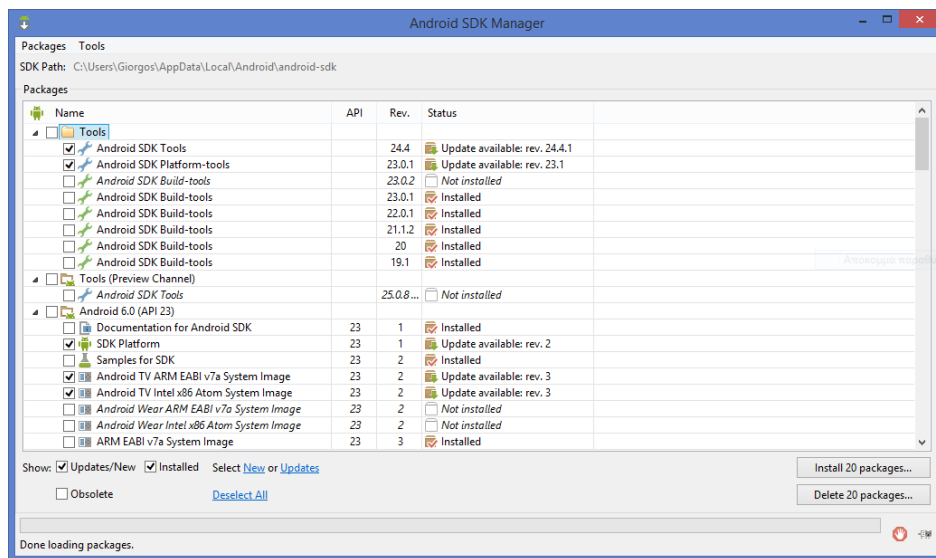 Android SDK Manager
Packages Tools
SDK Path: C:\Users\Giorgos\AppData\Local\Android\android-sdk
Packages
Name API Rev. Status
Tools
Android SDK Tools 24.4 Update available: rev. 24.4.1
Android SDK Platform-tools 23.0.1 Update available: rev. 23.1
Android SDK Build-tools 23.0.2 Not installed
Android SDK Build-tools 23.0.1 Installed
Android SDK Build-tools 22.0.1 Installed
Android SDK Build-tools 21.1.2 Installed
Android SDK Build-tools 20 Installed
Android SDK Build-tools 19.1 Installed
Tools (Preview Channel)
Android SDK Tools 25.0.8... Not installed
Android 6.0 (API 23)
Documentation for Android SDK 23 1 Installed
SDK Platform 23 1 Update available: rev. 2
Samples for SDK 23 2 Installed
Android TV ARM EABI v7a System Image 23 2 Update available: rev. 3
Android TV Intel x86 Atom System Image 23 2 Update available: rev. 3
Android Wear ARM EABI v7a System Image 23 2 Not installed
Android Wear Intel x86 Atom System Image 23 2 Not installed
ARM EABI v7a System Image 23 3 Installed
Show: Updates/New Installed Select New or Updates Install 20 packages...
Obsolete Deselect All Delete 20 packages...
Done loading packages.